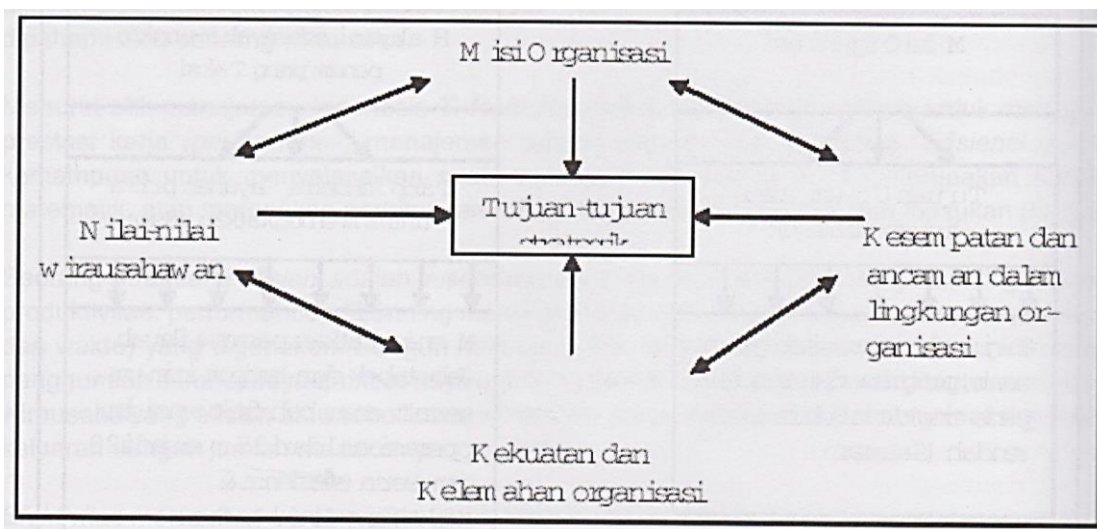 Misi Organisasi
Tujuan-tujuan
Nilai-nilai
wirausahawan
Kesempatan dan
ancaman dalam
lingkungan or-
ganisasi
Kekuatan dan
Kelemahan organisasi